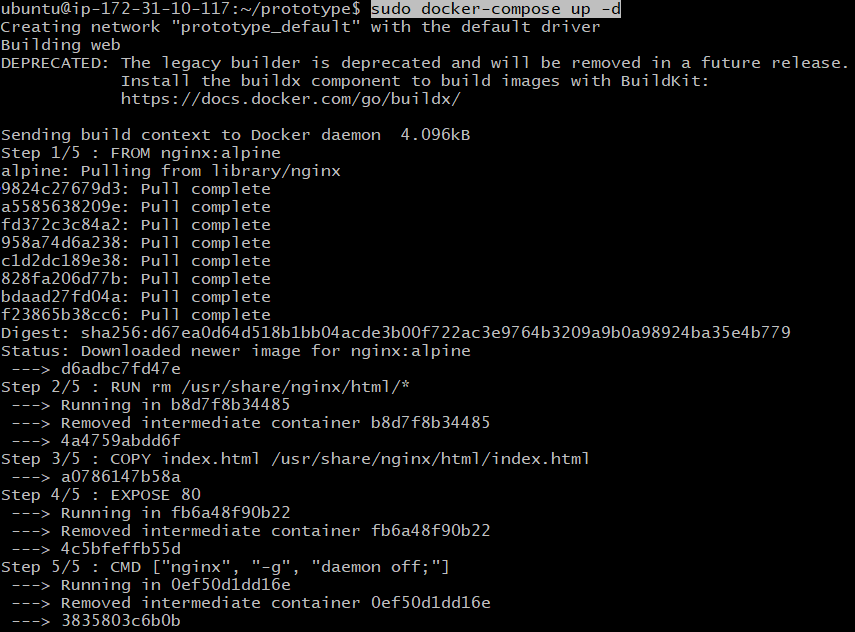 ubuntu@ip-172-31-10-117:~/prototype$ sudo docker-compose up -d
Creating network "prototype_default" with the default driver
Building web
DEPRECATED: The legacy builder is deprecated and will be removed in a future release.
            Install the buildx component to build images with BuildKit:
            https://docs.docker.com/go/buildx/

Sending build context to Docker daemon  4.096kB
Step 1/5 : FROM nginx:alpine
alpine: Pulling from library/nginx
9824c27679d3: Pull complete
a5585638209e: Pull complete
fd372c3c84a2: Pull complete
958a74d6a238: Pull complete
c1d2dc189e38: Pull complete
828fa206d77b: Pull complete
bdaad27fd04a: Pull complete
f23865b38cc6: Pull complete
Digest: sha256:d67ea0d64d518b1bb04acde3b00f722ac3e9764b3209a9b0a98924ba35e4b779
Status: Downloaded newer image for nginx:alpine
 ---> d6adbc7fd47e
Step 2/5 : RUN rm /usr/share/nginx/html/*
 ---> Running in b8d7f8b34485
 ---> Removed intermediate container b8d7f8b34485
 ---> 4a4759abdd6f
Step 3/5 : COPY index.html /usr/share/nginx/html/index.html
 ---> a0786147b58a
Step 4/5 : EXPOSE 80
 ---> Running in fb6a48f90b22
 ---> Removed intermediate container fb6a48f90b22
 ---> 4c5bfeffb55d
Step 5/5 : CMD ["nginx", "-g", "daemon off;"]
 ---> Running in 0ef50d1dd16e
 ---> Removed intermediate container 0ef50d1dd16e
 ---> 3835803c6b0b